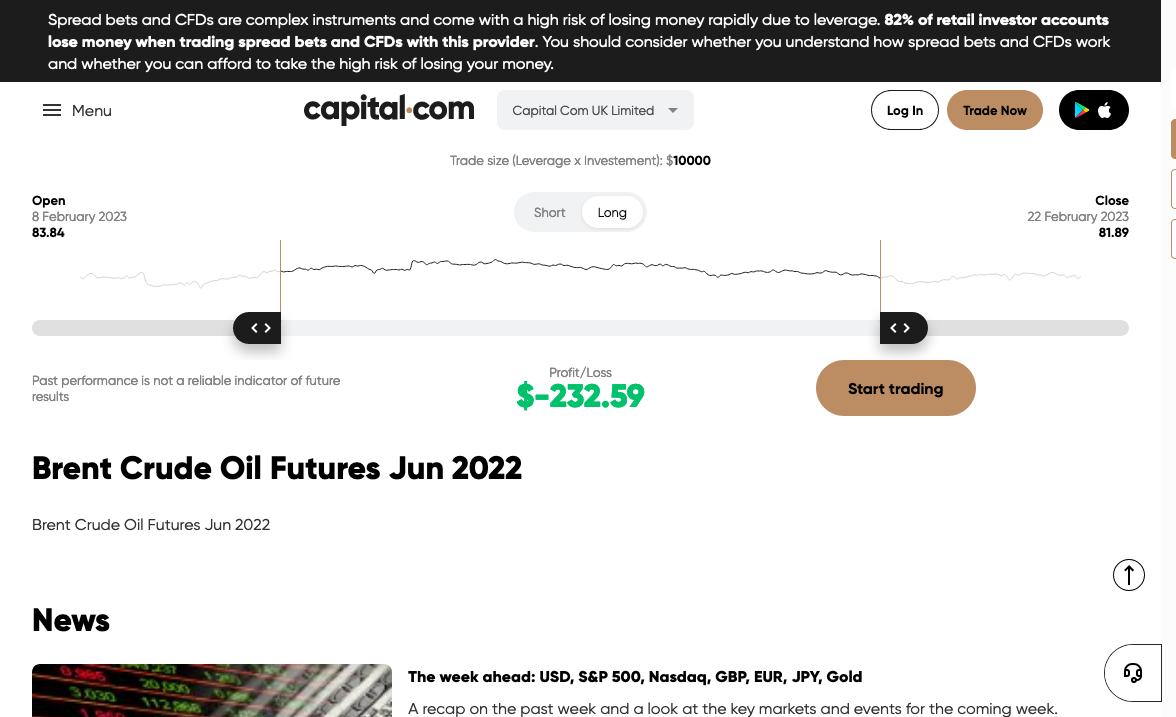 Spread bets and CFDs are complex instruments and come with a high risk of losing money rapidly due to leverage. 82% of retail investor accounts
lose money when trading spread bets and CFDs with this provider. You should consider whether you understand how spread bets and CFDs work
and whether you can afford to take the high risk of losing your money.
Menu
capital.com
Capital Com UK Limited
Log In
Trade Now
Trade size (Leverage x Investement): $10000
Open
8 February 2023
83.84
Short
Long
Close
22 February 2023
81.89
Past performance is not a reliable indicator of future
results
Profit/Loss
$-232.59
Start trading
Brent Crude Oil Futures Jun 2022
Brent Crude Oil Futures Jun 2022
News
0,985
3,030
20,000
The week ahead: USD, S&P 500, Nasdaq, GBP, EUR, JPY, Gold
A recap on the past week and a look at the key markets and events for the coming week.